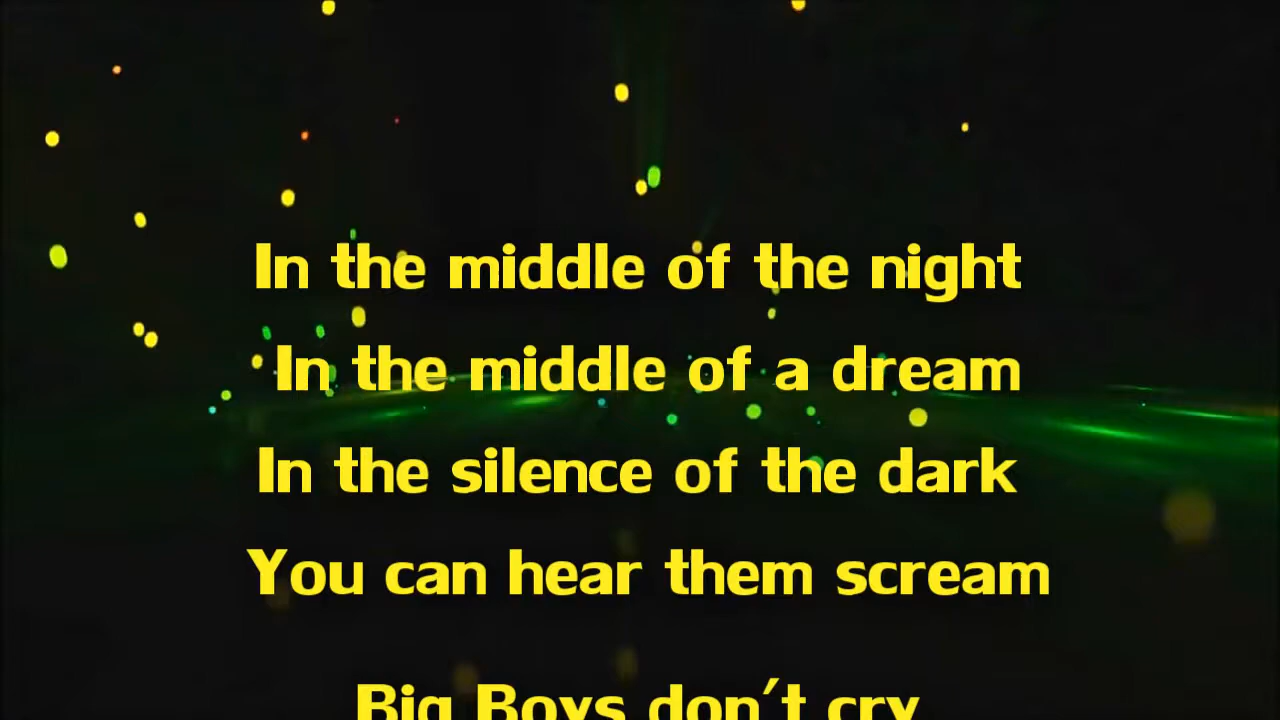 In the middle of the night
In the middle of a dream
In the silence of the dark
You can hear them scream
Big Boys don't cry